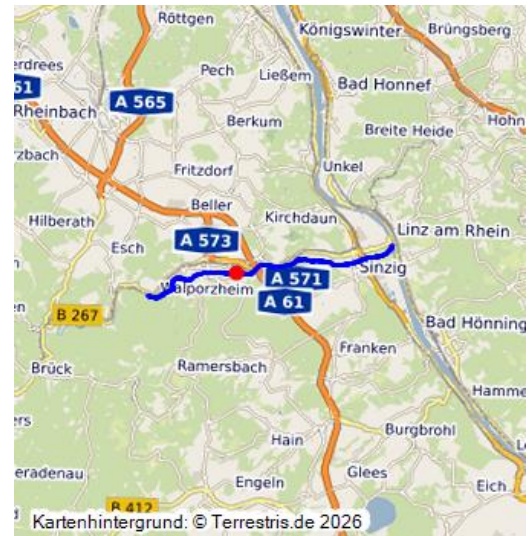 Röttgen
Königswinter
Brüngsberg
erdrees
Pech
Ließem
61
Bad Honnef
A 565
Rheinbach
Hohn
Berkum
Breite Heide
rzbach
Fritzdorf
Unkel
Beller
Kirchdaun
Hilberath
Linz am Rhein
Esch
A 573
Sinzig
A 571
Walporzheim
en
B 267
A 61
Bad Hönning
Franken
Brück
Ramersbach
Hamme
ers
Burgbrohl
Hain
eradenau
Glees
Engeln
Eich
B 412
Kartenhintergrund: © Terrestris.de 2026